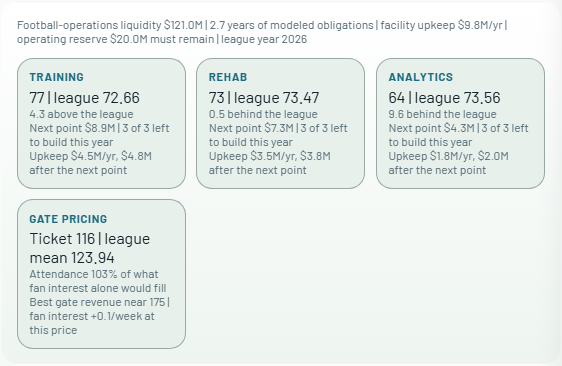 Football-operations liquidity $121.0M | 2.7 years of modeled obligations | facility upkeep $9.8M/yr |
operating reserve $20.0M must remain | league year 2026
TRAINING
77 | league 72.66
4.3 above the league
Next point $8.9M | 3 of 3 left
to build this year
Upkeep $4.5M/yr, $4.8M
after the next point
REHAB
73 | league 73.47
0.5 behind the league
Next point $7.3M | 3 of 3 left
to build this year
Upkeep $3.5M/yr, $3.8M
after the next point
ANALYTICS
64 | league 73.56
9.6 behind the league
Next point $4.3M | 3 of 3 left
to build this year
Upkeep $1.8M/yr, $2.0M
after the next point
GATE PRICING
Ticket 116 | league
mean 123.94
Attendance 103% of what
fan interest alone would fill
Best gate revenue near 175 |
fan interest +0.1/week at
this price